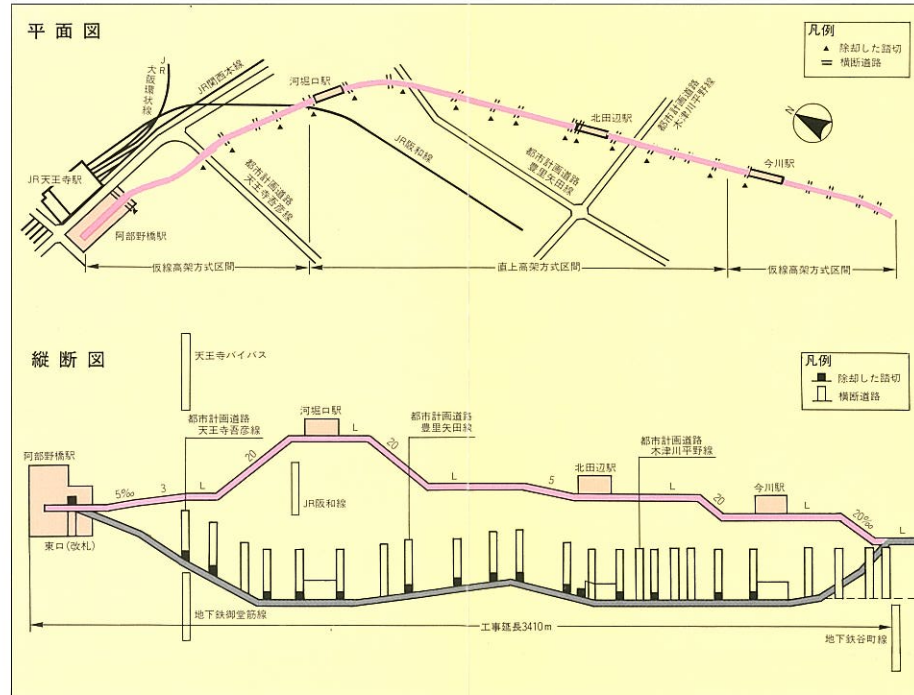 平面図
凡例
除却した踏切
横断道路
JR
大阪環状線
JR関西本線
河堀口駅
北田辺駅
都市計画道路
木津川平野線
N
JR天王寺駅
都市計画道路
天王寺吾彦線
JR阪和線
都市計画道路
豊里矢田線
今川駅
阿部野橋駅
仮線高架方式区間
直上高架方式区間
仮線高架方式区間
縦断図
天王寺バイパス
凡例
除却した踏切
横断道路
都市計画道路
天王寺吾彦線
河堀口駅
L
都市計画道路
豊里矢田線
都市計画道路
木津川平野線
阿部野橋駅
20
20
北田辺駅
今川駅
5‰
3
L
JR阪和線
L
5
L
20
L
20‰
L
東口(改札)
地下鉄御堂筋線
工事延長3410m
地下鉄谷町線